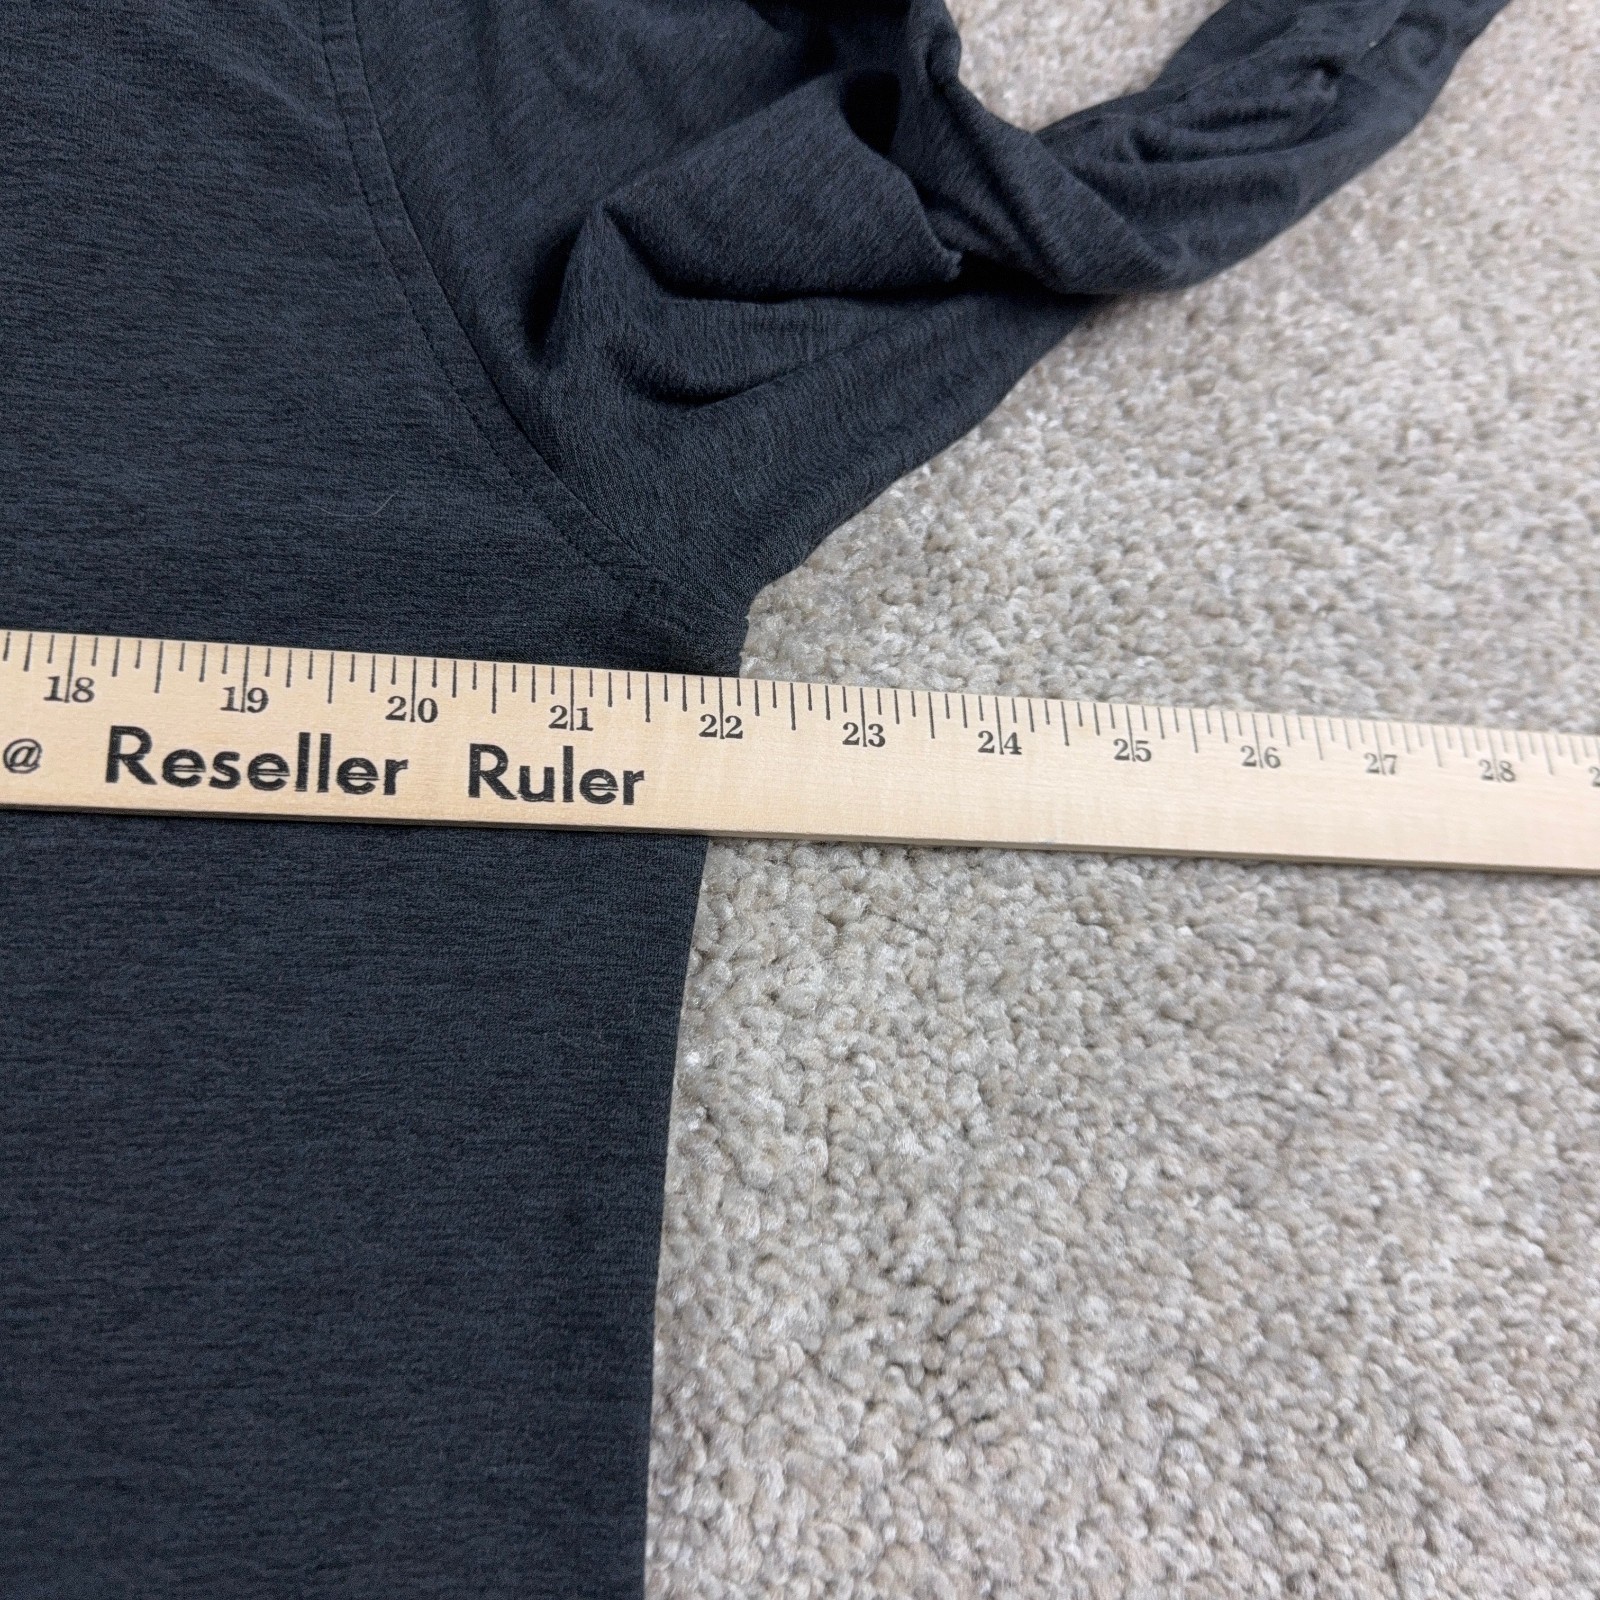 18 19 20 21 22 23 24 25 26 27 28
@ Reseller Ruler